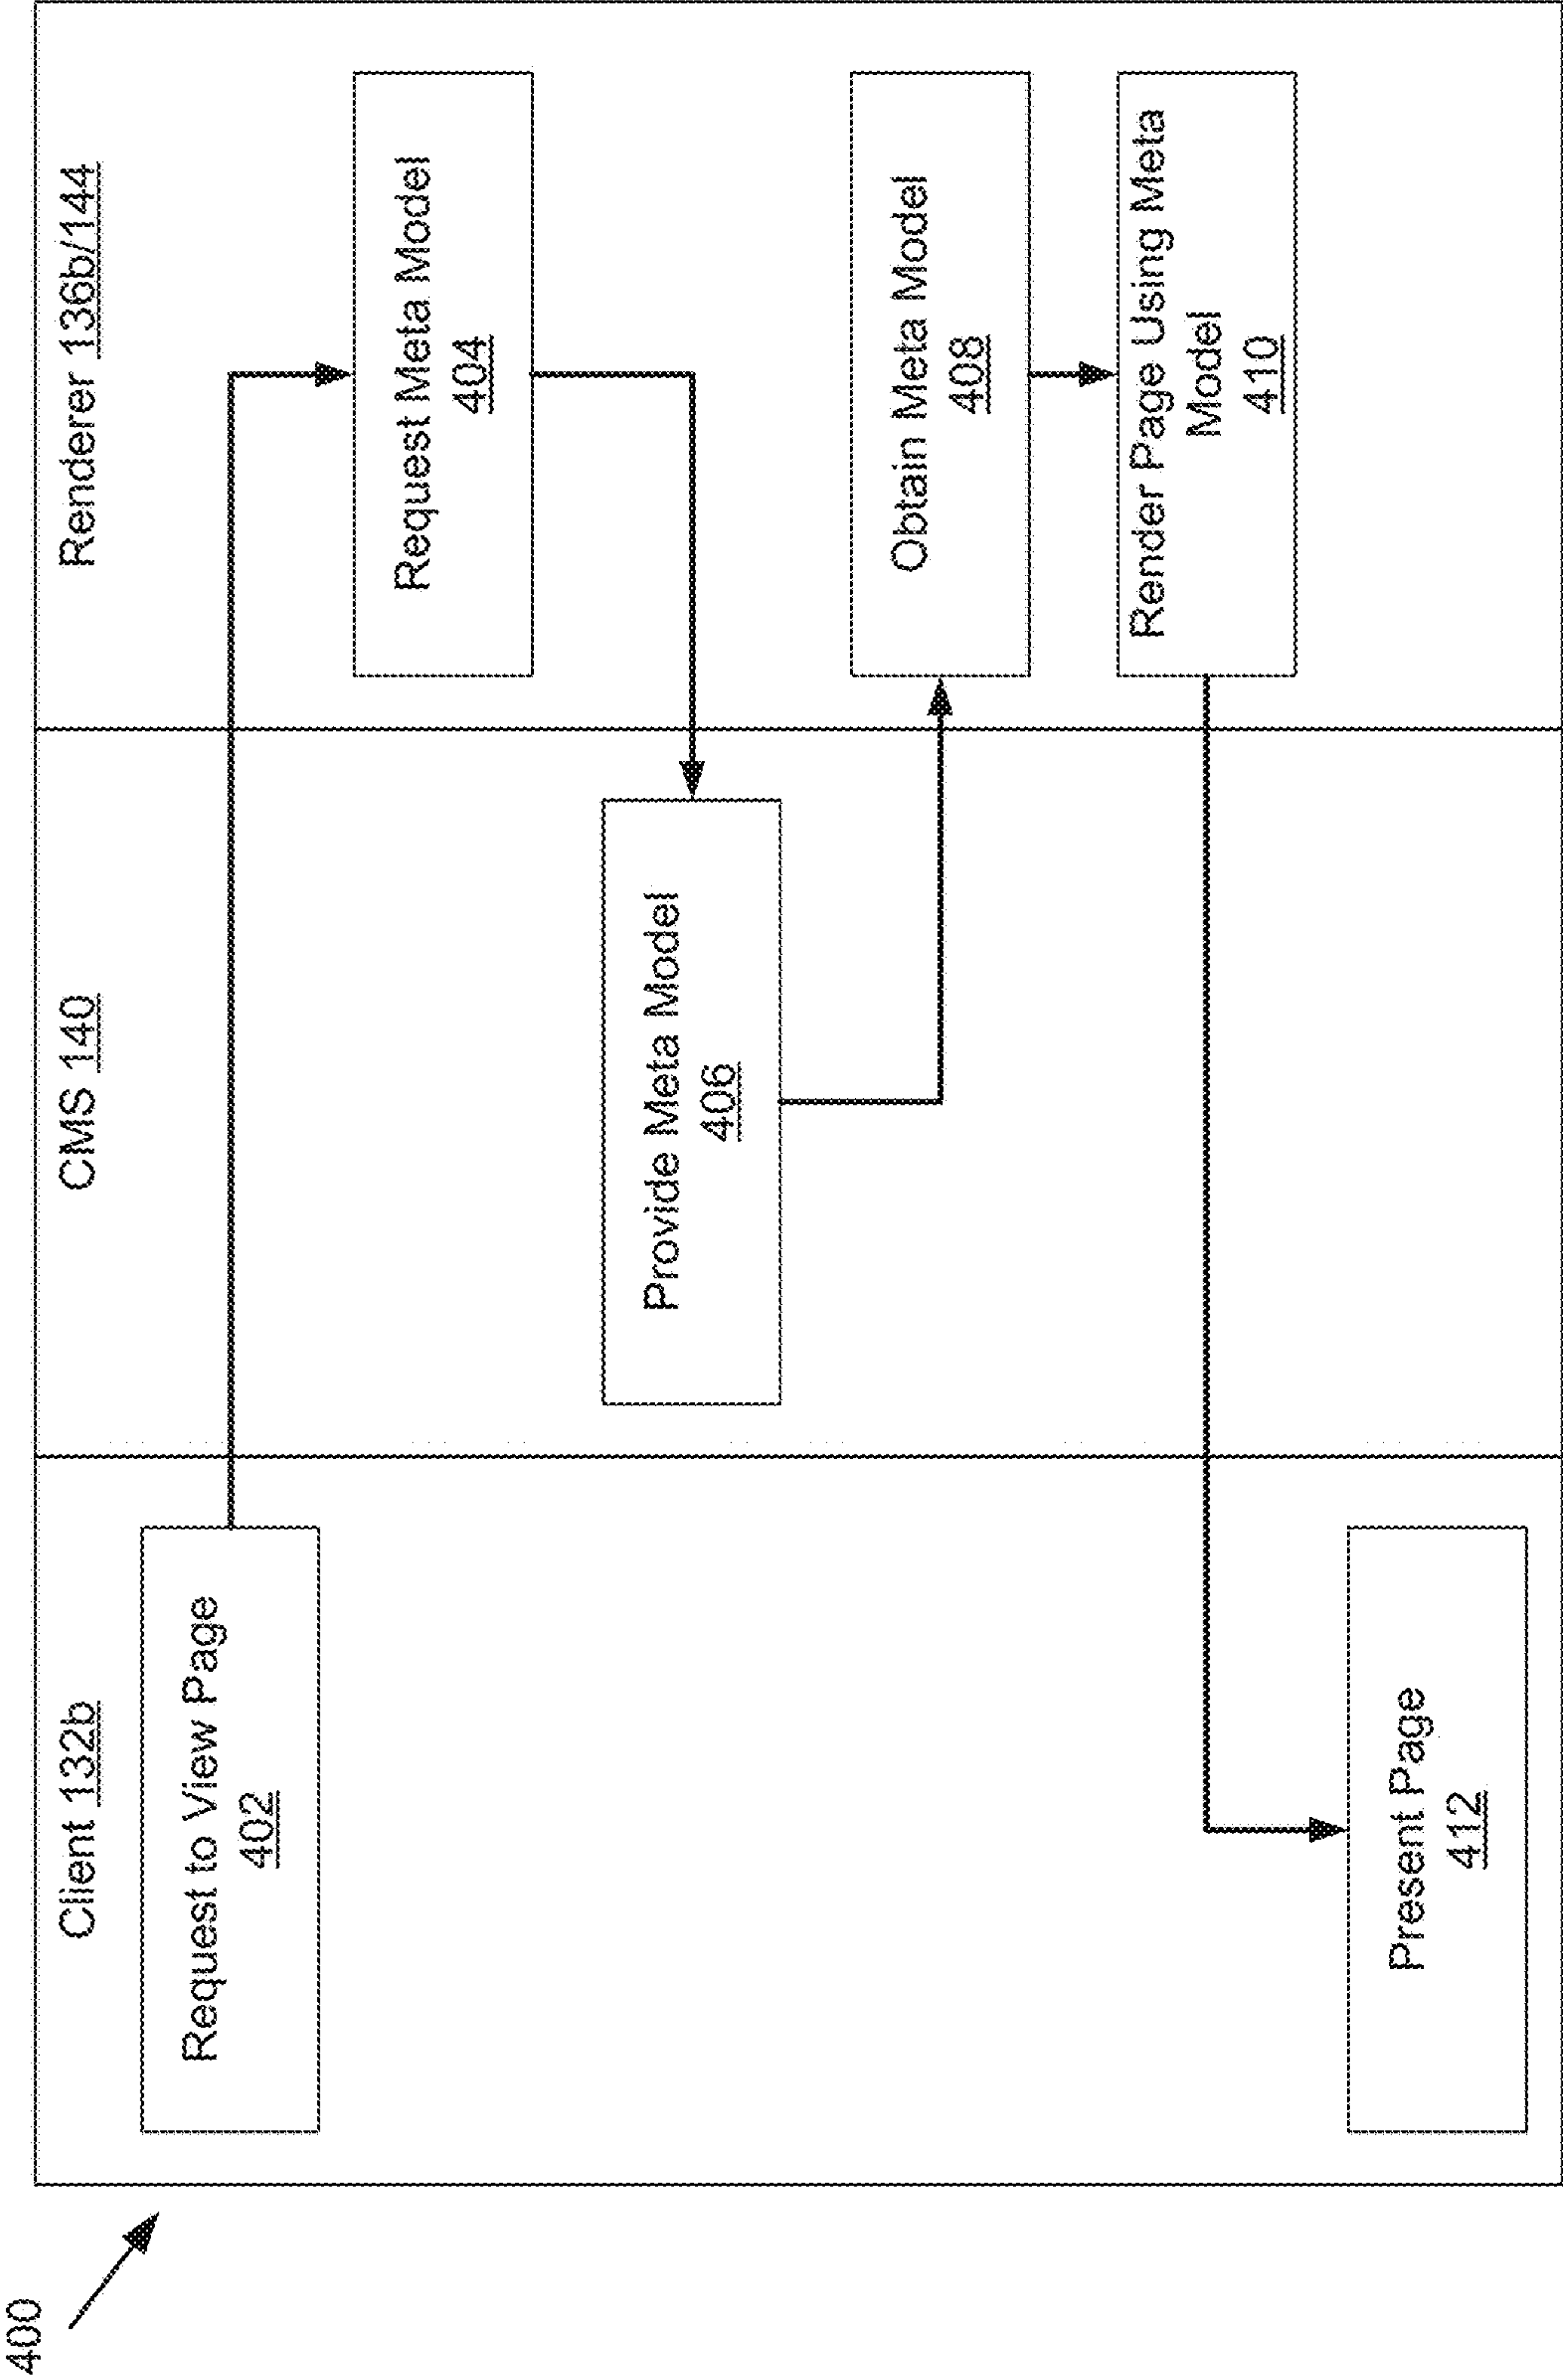 400
Client 132b
CMS 140
Renderer 136b/144
Request to View Page
402
Request Meta Model
404
Provide Meta Model
406
Obtain Meta Model
408
Render Page Using Meta
Model
410
Present Page
412